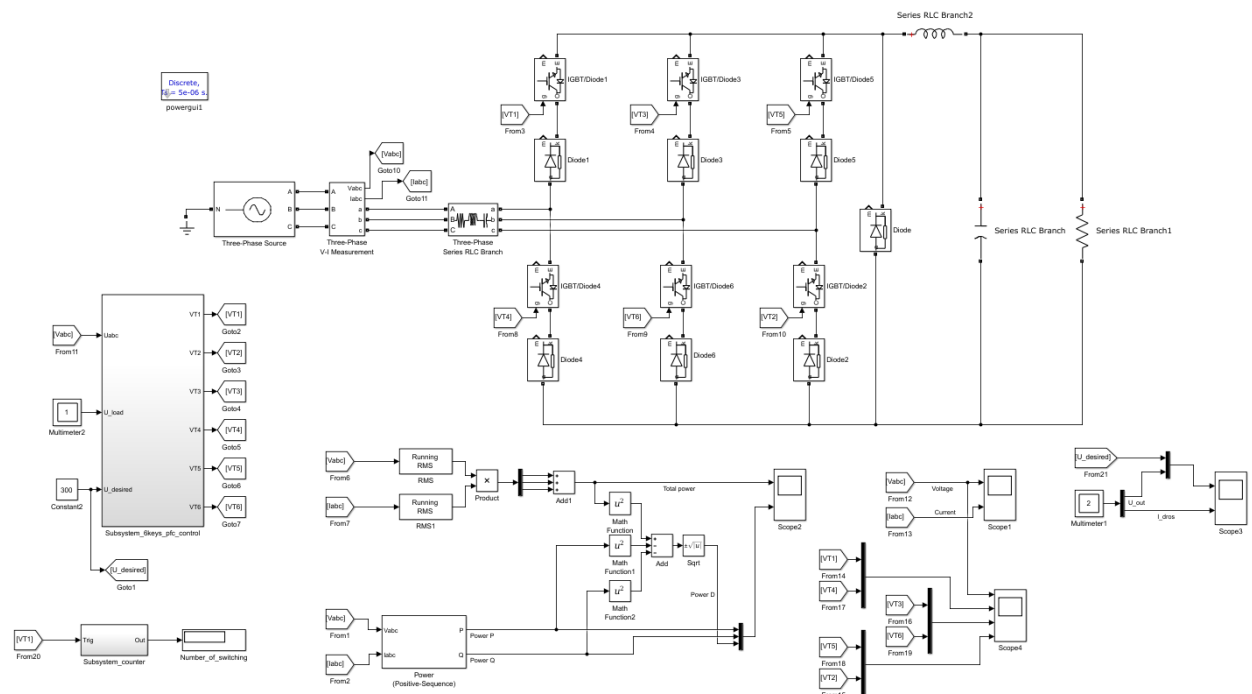 Series RLC Branch2
Discrete,
Ts = 5e-06 s.
powergui1
E
E
E
E
E
E
IGBT/Diode1
IGBT/Diode3
IGBT/Diode5
g
C
g
C
g
C
[VT1]
From3
[VT3]
From4
[VT5]
From5
Diode1
Diode3
Diode5
[Vabc]
Goto10
[Iabc]
Goto11
N
A
B
C
Three-Phase Source
A
B
C
Vabc
Iabc
a
b
c
Three-Phase
V-I Measurement
A
B
C
a
b
c
Three-Phase
Series RLC Branch
Diode
Series RLC Branch
Series RLC Branch1
E
E
E
E
E
E
IGBT/Diode4
IGBT/Diode6
IGBT/Diode2
g
C
g
C
g
C
[VT4]
From8
[VT6]
From9
[VT2]
From10
Diode4
Diode6
Diode2
[Vabc]
From11
1
Multimeter2
300
Constant2
Uabc
U_load
U_desired
VT1
VT2
VT3
VT4
VT5
VT6
Subsystem_6keys_pfc_control
[VT1]
Goto2
[VT2]
Goto3
[VT3]
Goto4
[VT4]
Goto5
[VT5]
Goto6
[VT6]
Goto7
[U_desired]
Goto1
[VT1]
From20
Trig
Out
Subsystem_counter
Number_of_switching
[Vabc]
From6
Running
RMS
RMS
[Iabc]
From7
Running
RMS
RMS1
×
Product
+
+
+
Add1
Total power
Scope2
u²
Math
Function
u²
Math
Function1
u²
Math
Function2
+
−
−
Add
±√|u|
Sqrt
Power D
[Vabc]
From1
[Iabc]
From2
Vabc
Iabc
P
Q
Power P
Power Q
Power
(Positive-Sequence)
[Vabc]
From12
Voltage
[Iabc]
From13
Current
Scope1
[U_desired]
From21
2
Multimeter1
U_out
I_dros
Scope3
[VT1]
From14
[VT4]
From17
[VT3]
From16
[VT6]
From19
[VT5]
From18
[VT2]
Scope4